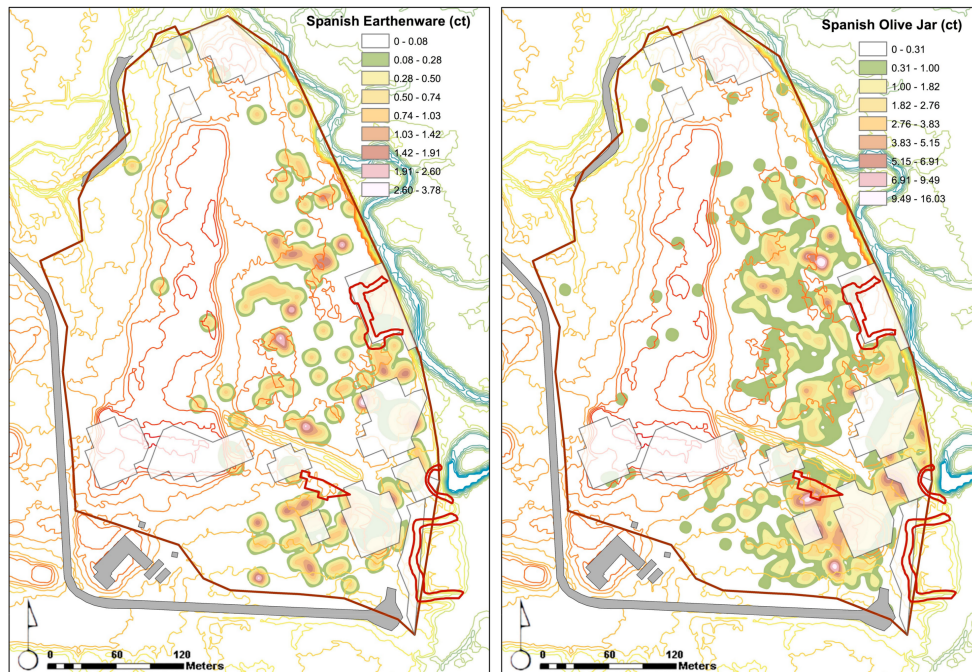 Spanish Earthenware (ct)
0 - 0.08
0.08 - 0.28
0.28 - 0.50
0.50 - 0.74
0.74 - 1.03
1.03 - 1.42
1.42 - 1.91
1.91 - 2.60
2.60 - 3.78
0 60 120
Meters
Spanish Olive Jar (ct)
0 - 0.31
0.31 - 1.00
1.00 - 1.82
1.82 - 2.76
2.76 - 3.83
3.83 - 5.15
5.15 - 6.91
6.91 - 9.49
9.49 - 16.03
0 60 120
Meters